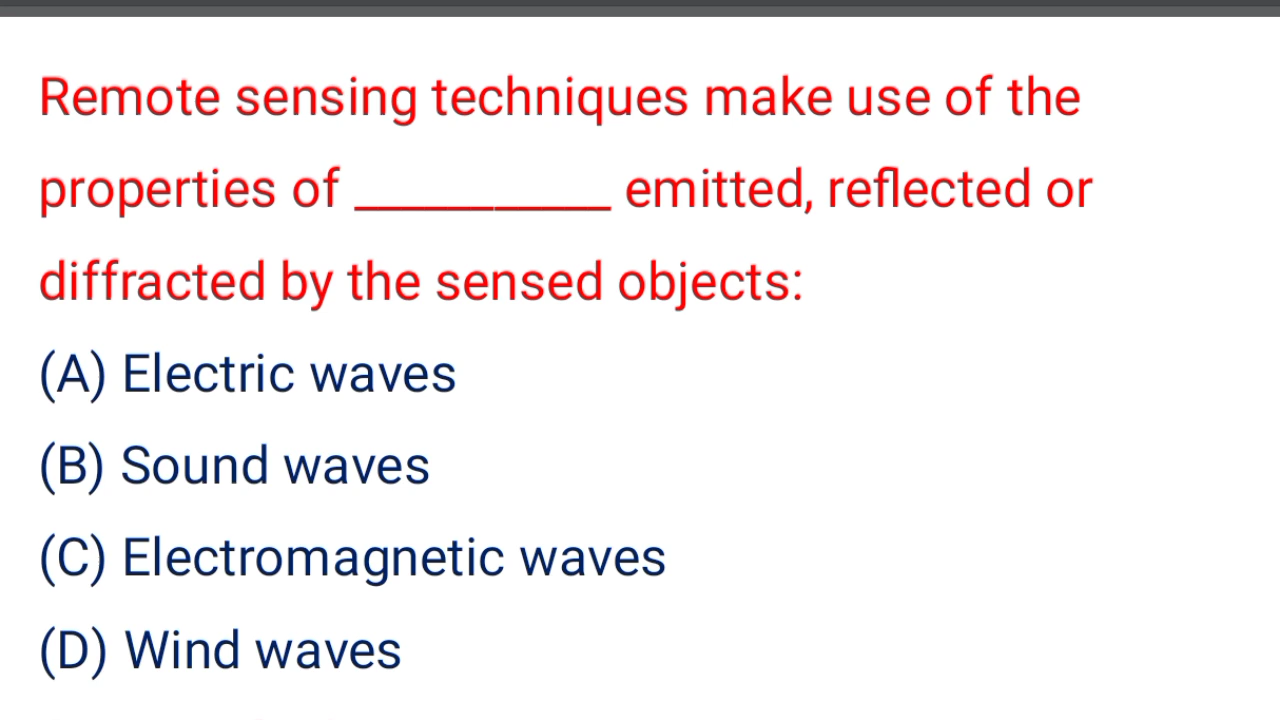 Remote sensing techniques make use of the
properties of __________ emitted, reflected or
diffracted by the sensed objects:
(A) Electric waves
(B) Sound waves
(C) Electromagnetic waves
(D) Wind waves